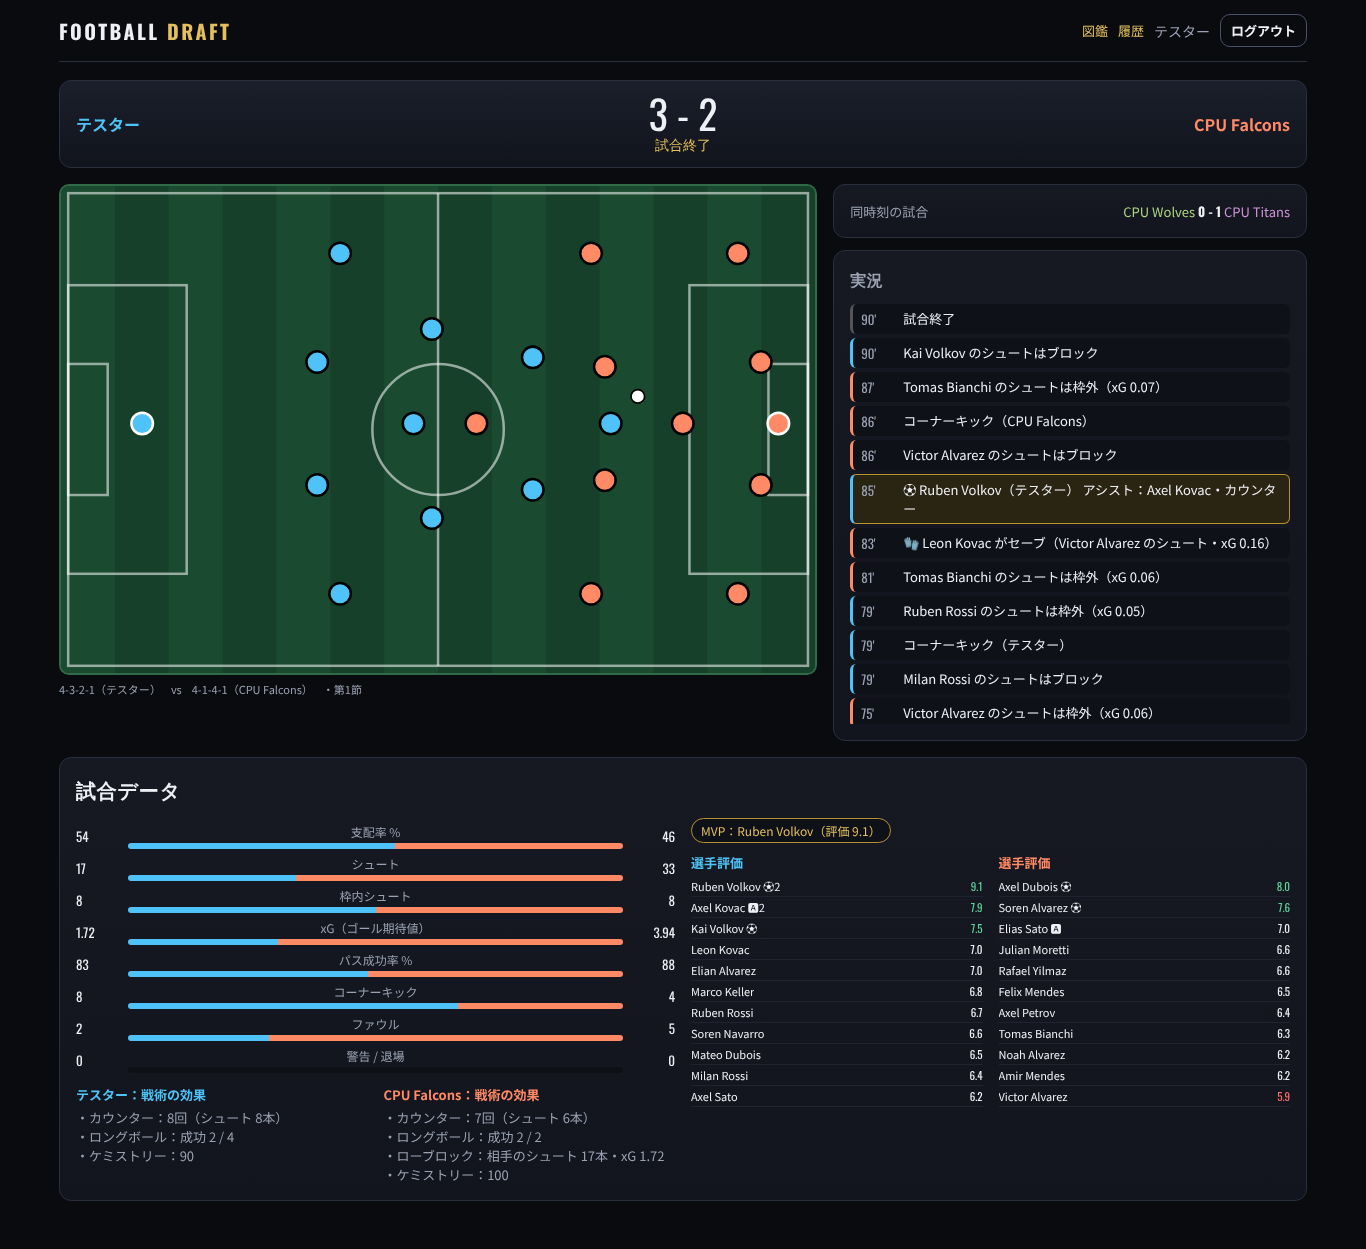 FOOTBALL DRAFT
図鑑 履歴 テスター ログアウト
テスター
3 - 2
試合終了
CPU Falcons
4-3-2-1（テスター） vs 4-1-4-1（CPU Falcons） ・第1節
同時刻の試合
CPU Wolves 0 - 1 CPU Titans
実況
90' 試合終了
90' Kai Volkov のシュートはブロック
87' Tomas Bianchi のシュートは枠外（xG 0.07）
86' コーナーキック（CPU Falcons）
86' Victor Alvarez のシュートはブロック
85' ⚽ Ruben Volkov（テスター） アシスト：Axel Kovac・カウンタ
ー
83' 🧤 Leon Kovac がセーブ（Victor Alvarez のシュート・xG 0.16）
81' Tomas Bianchi のシュートは枠外（xG 0.06）
79' Ruben Rossi のシュートは枠外（xG 0.05）
79' コーナーキック（テスター）
79' Milan Rossi のシュートはブロック
75' Victor Alvarez のシュートは枠外（xG 0.06）
試合データ
54 支配率 % 46
17 シュート 33
8 枠内シュート 8
1.72 xG（ゴール期待値） 3.94
83 パス成功率 % 88
8 コーナーキック 4
2 ファウル 5
0 警告 / 退場 0
テスター：戦術の効果
・カウンター：8回（シュート 8本）
・ロングボール：成功 2 / 4
・ケミストリー：90
CPU Falcons：戦術の効果
・カウンター：7回（シュート 6本）
・ロングボール：成功 2 / 2
・ローブロック：相手のシュート 17本・xG 1.72
・ケミストリー：100
MVP：Ruben Volkov（評価 9.1）
選手評価
Ruben Volkov ⚽2 9.1
Axel Kovac 🅰2 7.9
Kai Volkov ⚽ 7.5
Leon Kovac 7.0
Elian Alvarez 7.0
Marco Keller 6.8
Ruben Rossi 6.7
Soren Navarro 6.6
Mateo Dubois 6.5
Milan Rossi 6.4
Axel Sato 6.2
選手評価
Axel Dubois ⚽ 8.0
Soren Alvarez ⚽ 7.6
Elias Sato 🅰 7.0
Julian Moretti 6.6
Rafael Yilmaz 6.6
Felix Mendes 6.5
Axel Petrov 6.4
Tomas Bianchi 6.3
Noah Alvarez 6.2
Amir Mendes 6.2
Victor Alvarez 5.9